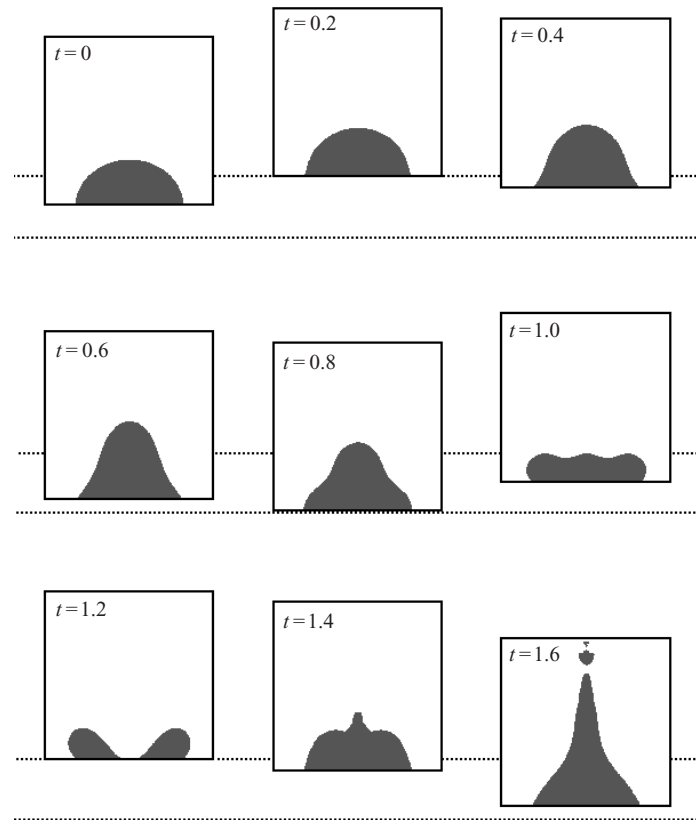 t = 0
t = 0.2
t = 0.4
t = 0.6
t = 0.8
t = 1.0
t = 1.2
t = 1.4
t = 1.6